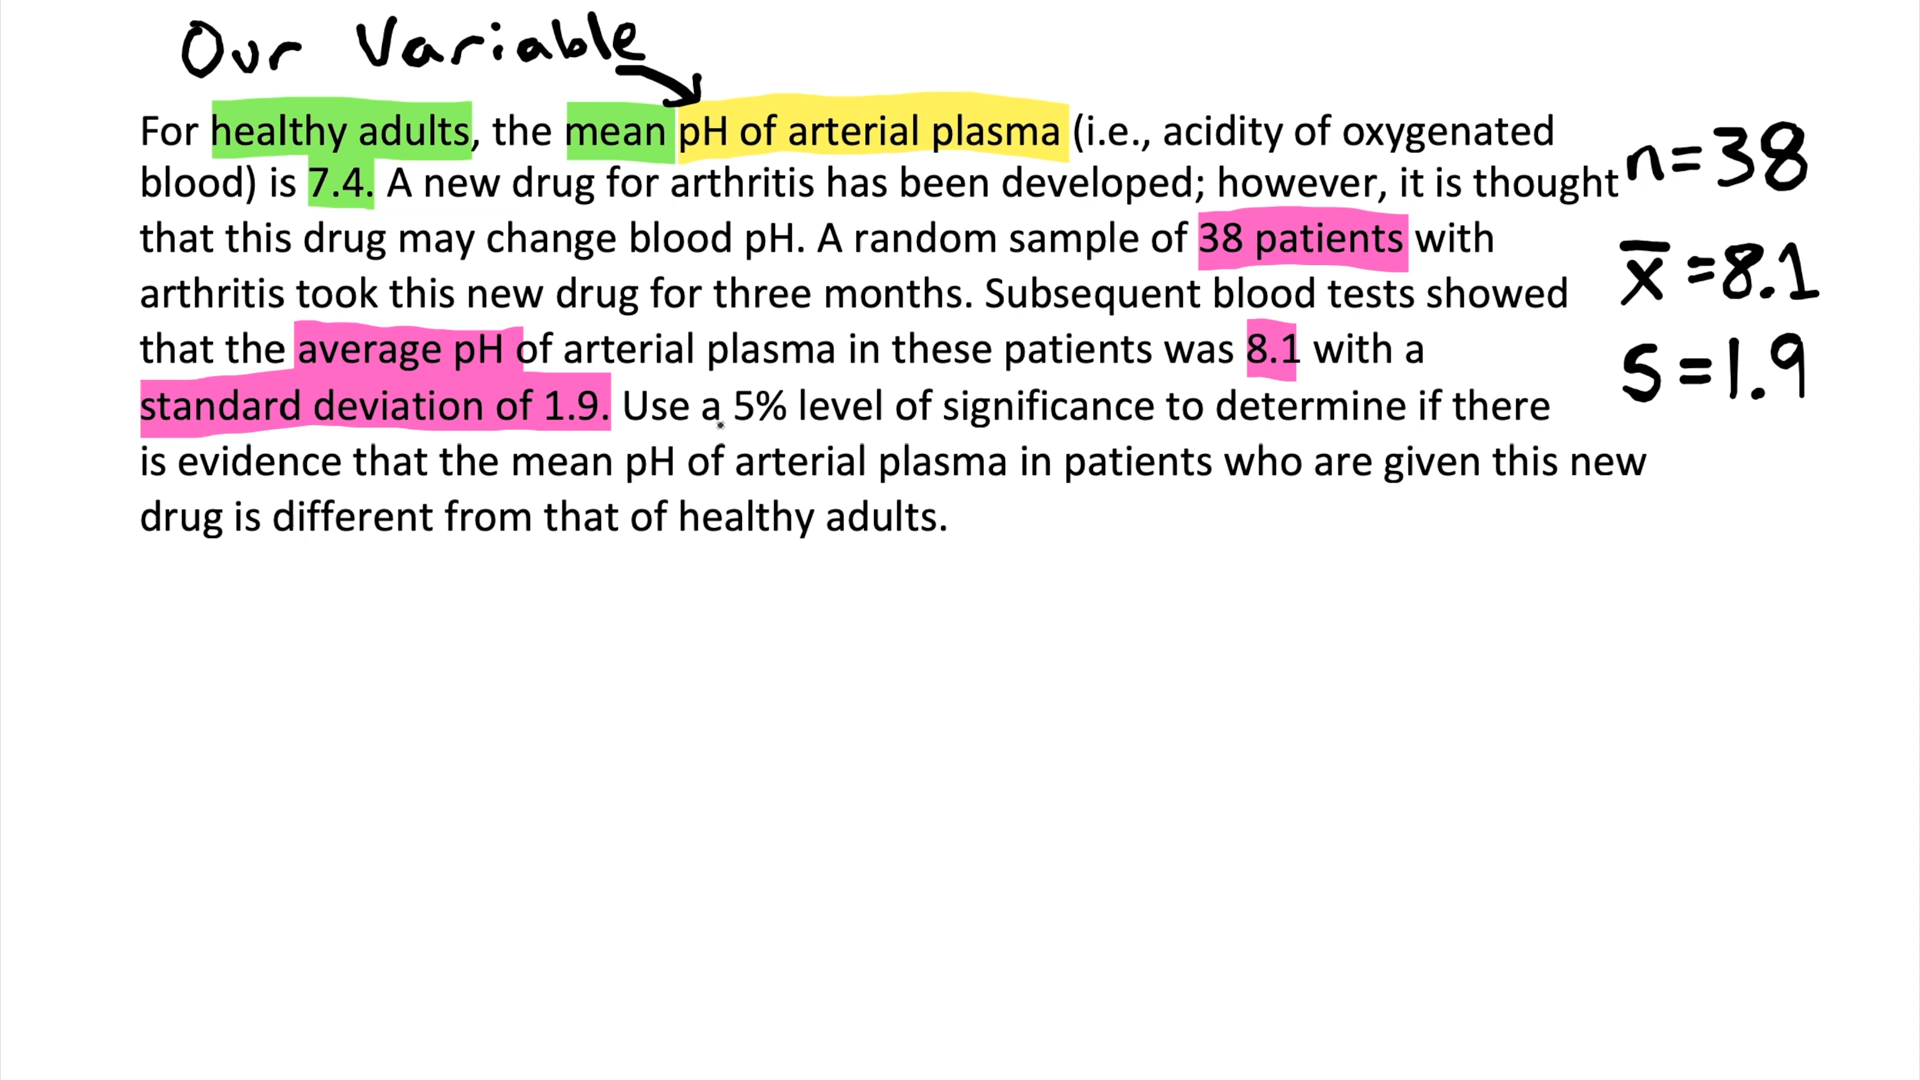 Our Variable
For healthy adults, the mean pH of arterial plasma (i.e., acidity of oxygenated
blood) is 7.4. A new drug for arthritis has been developed; however, it is thought
that this drug may change blood pH. A random sample of 38 patients with
arthritis took this new drug for three months. Subsequent blood tests showed
that the average pH of arterial plasma in these patients was 8.1 with a
standard deviation of 1.9. Use a 5% level of significance to determine if there
is evidence that the mean pH of arterial plasma in patients who are given this new
drug is different from that of healthy adults.
n=38
x̄=8.1
s=1.9